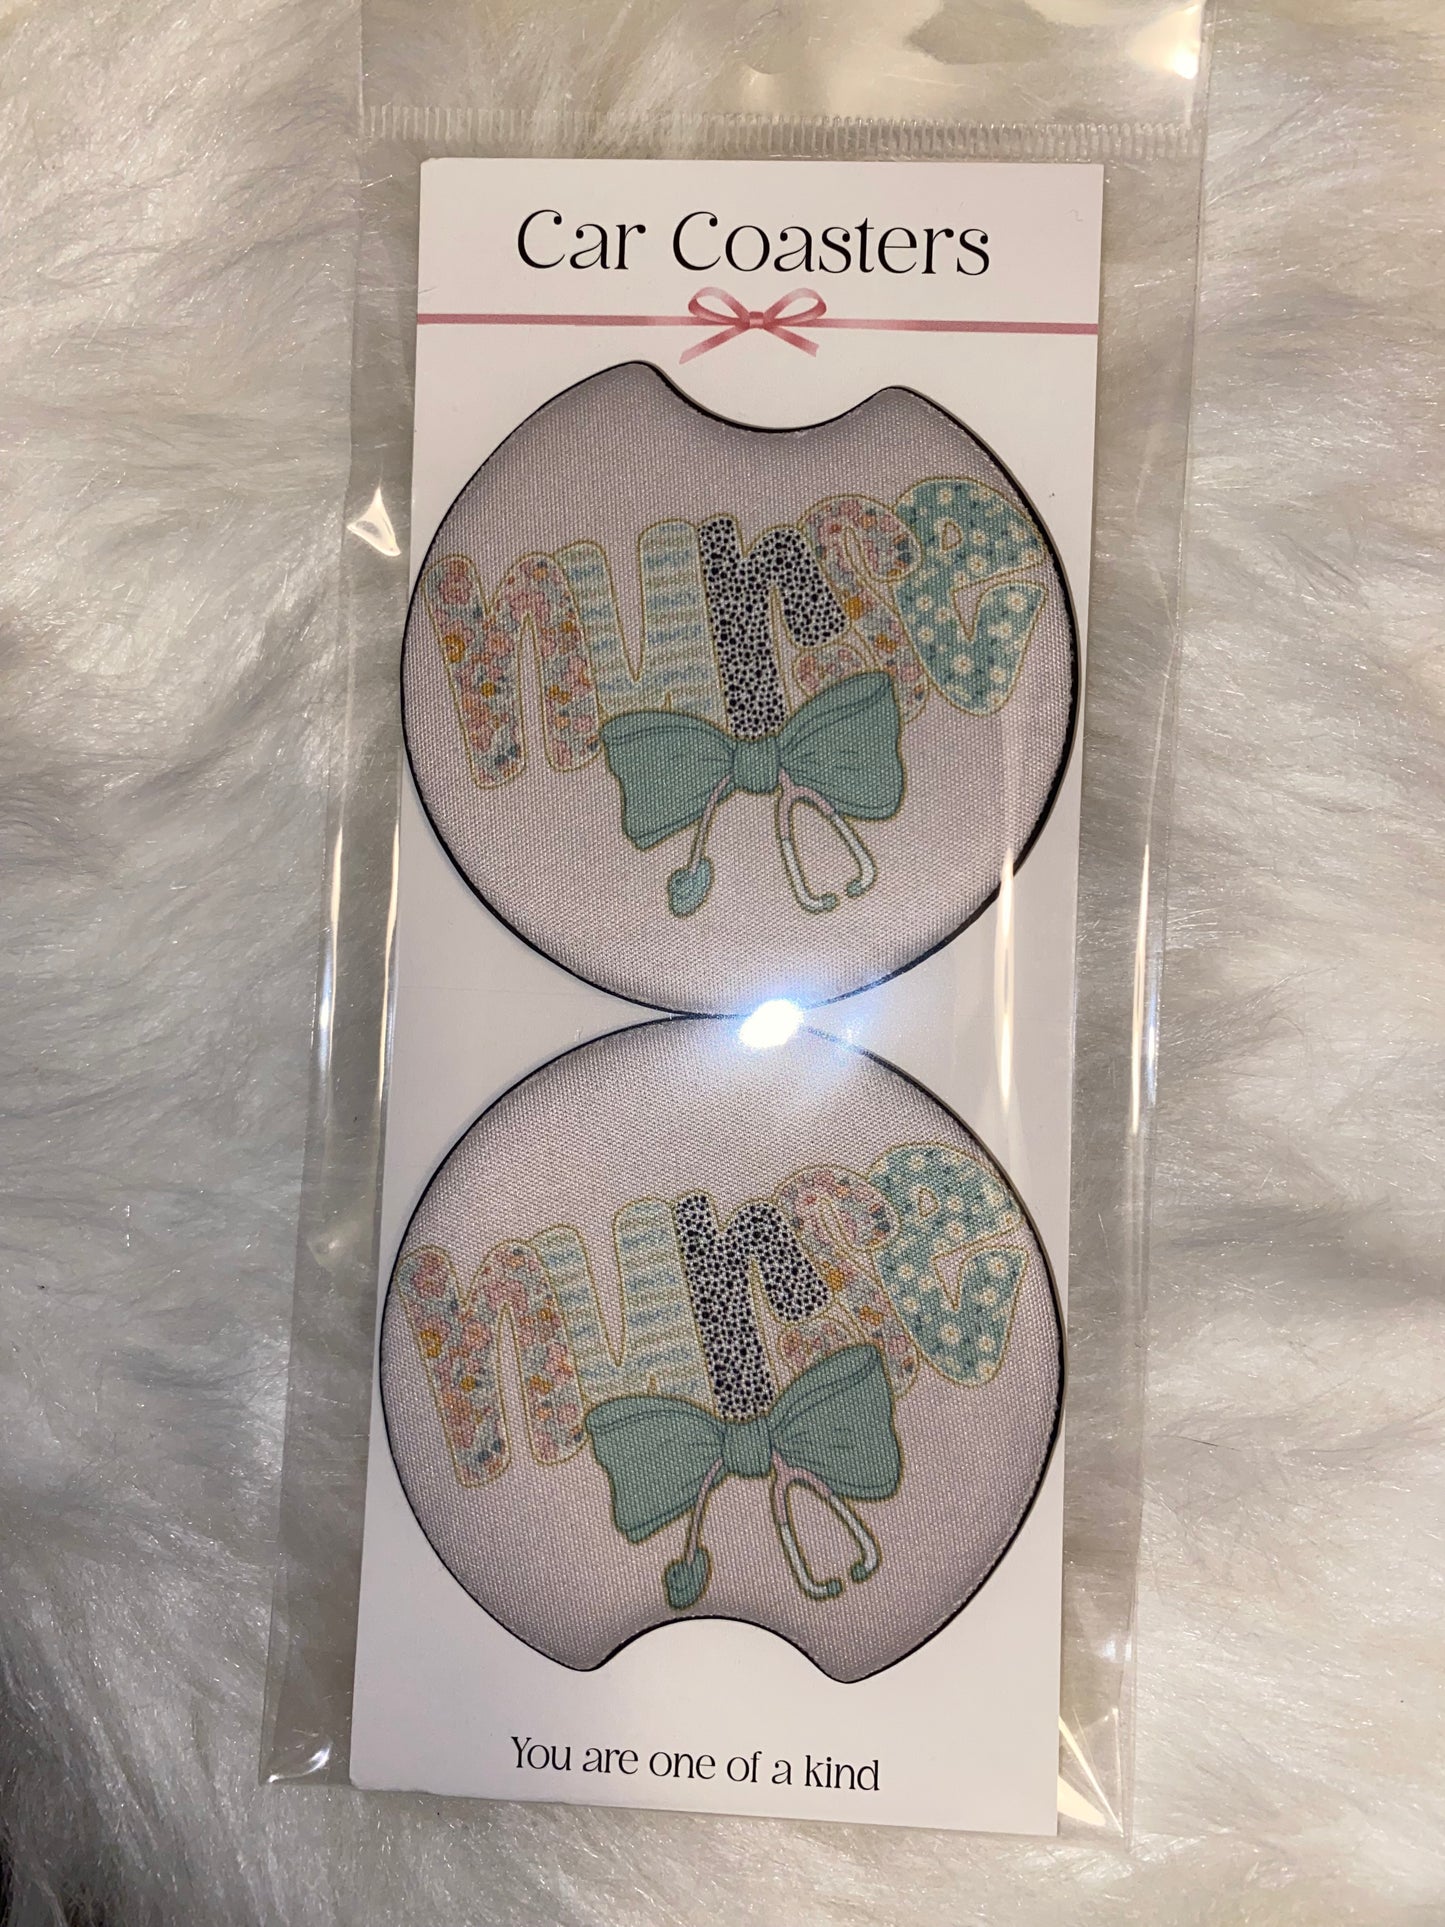 Car Coasters
nurse
nurse
You are one of a kind